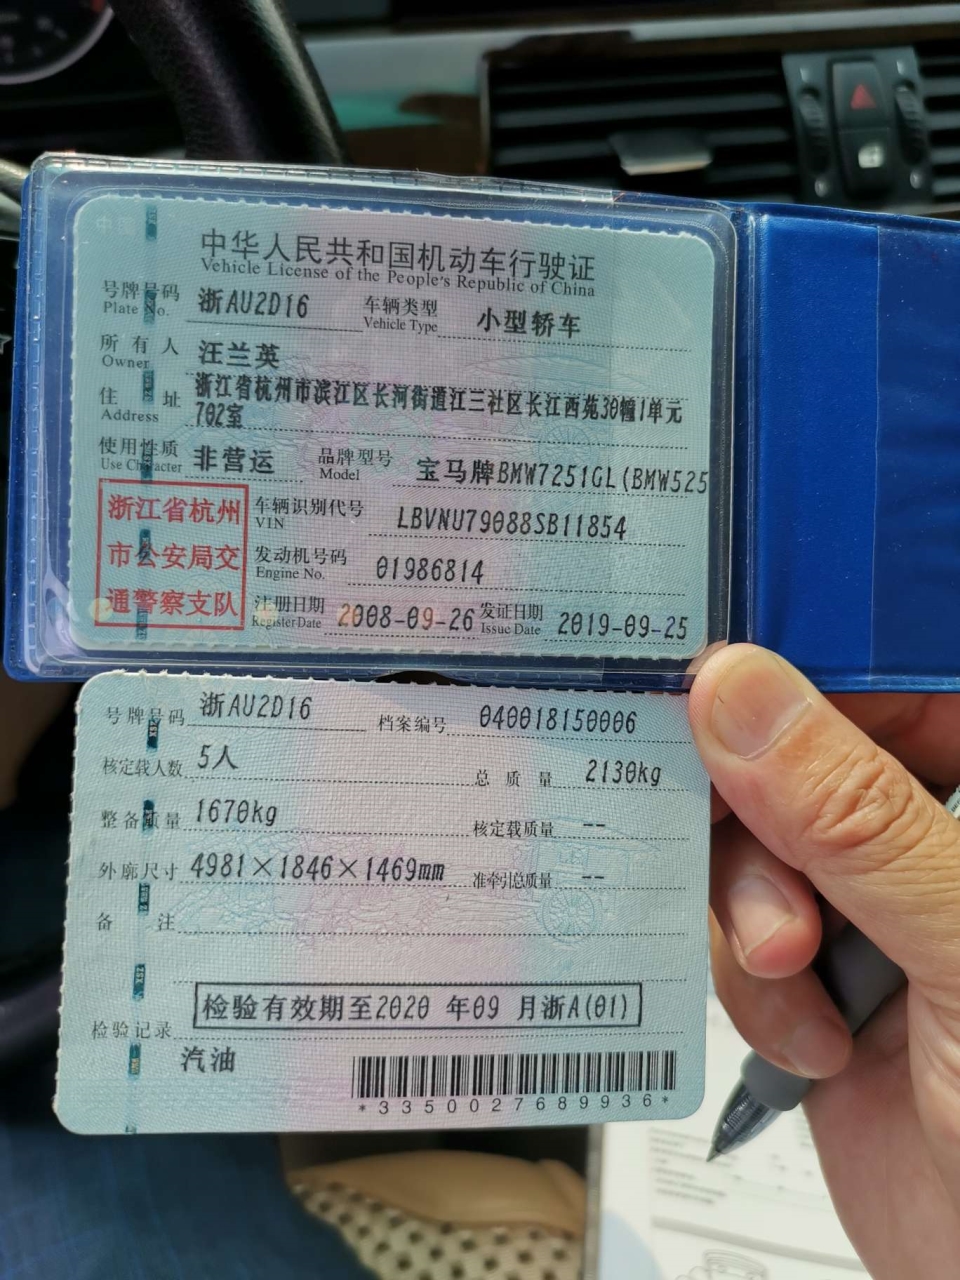 中华人民共和国机动车行驶证
Vehicle License of the People's Republic of China
号牌号码 浙AU2D16 车辆类型 小型轿车
Plate No. Vehicle Type
所有人 汪兰英
Owner
住址 浙江省杭州市滨江区长河街道江三社区长江西苑30幢1单元
Address 702室
使用性质 非营运 品牌型号 宝马牌BMW7251GL(BMW525
Use Character Model
浙江省杭州 车辆识别代号 LBVNU79088SB11854
VIN
市公安局交 发动机号码 01986814
Engine No.
通警察支队 注册日期 2008-09-26 发证日期 2019-09-25
Register Date Issue Date
号牌号码 浙AU2D16 档案编号 040018150006
核定载人数 5人 总质量 2130kg
整备质量 1670kg 核定载质量 --
外廓尺寸 4981×1846×1469mm 准牵引总质量 --
备注
检验记录 检验有效期至2020年09月浙A(01)
汽油
*3350027689936*